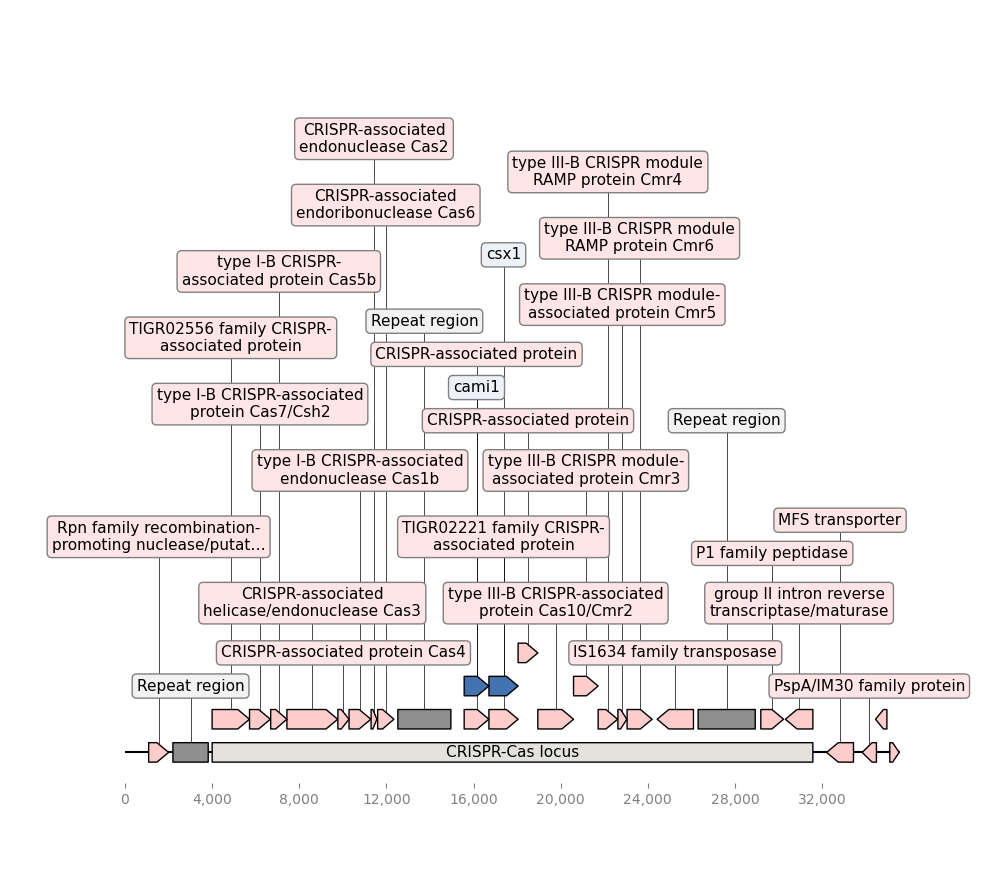 CRISPR-associated
endonuclease Cas2
type III-B CRISPR module
RAMP protein Cmr4
CRISPR-associated
endoribonuclease Cas6
type III-B CRISPR module
RAMP protein Cmr6
csx1
type I-B CRISPR-
associated protein Cas5b
type III-B CRISPR module-
associated protein Cmr5
Repeat region
TIGR02556 family CRISPR-
associated protein
CRISPR-associated protein
cami1
type I-B CRISPR-associated
protein Cas7/Csh2
CRISPR-associated protein
Repeat region
type I-B CRISPR-associated
endonuclease Cas1b
type III-B CRISPR module-
associated protein Cmr3
Rpn family recombination-
promoting nuclease/putat...
TIGR02221 family CRISPR-
associated protein
MFS transporter
P1 family peptidase
CRISPR-associated
helicase/endonuclease Cas3
type III-B CRISPR-associated
protein Cas10/Cmr2
group II intron reverse
transcriptase/maturase
CRISPR-associated protein Cas4
IS1634 family transposase
Repeat region
PspA/IM30 family protein
CRISPR-Cas locus
0 4,000 8,000 12,000 16,000 20,000 24,000 28,000 32,000